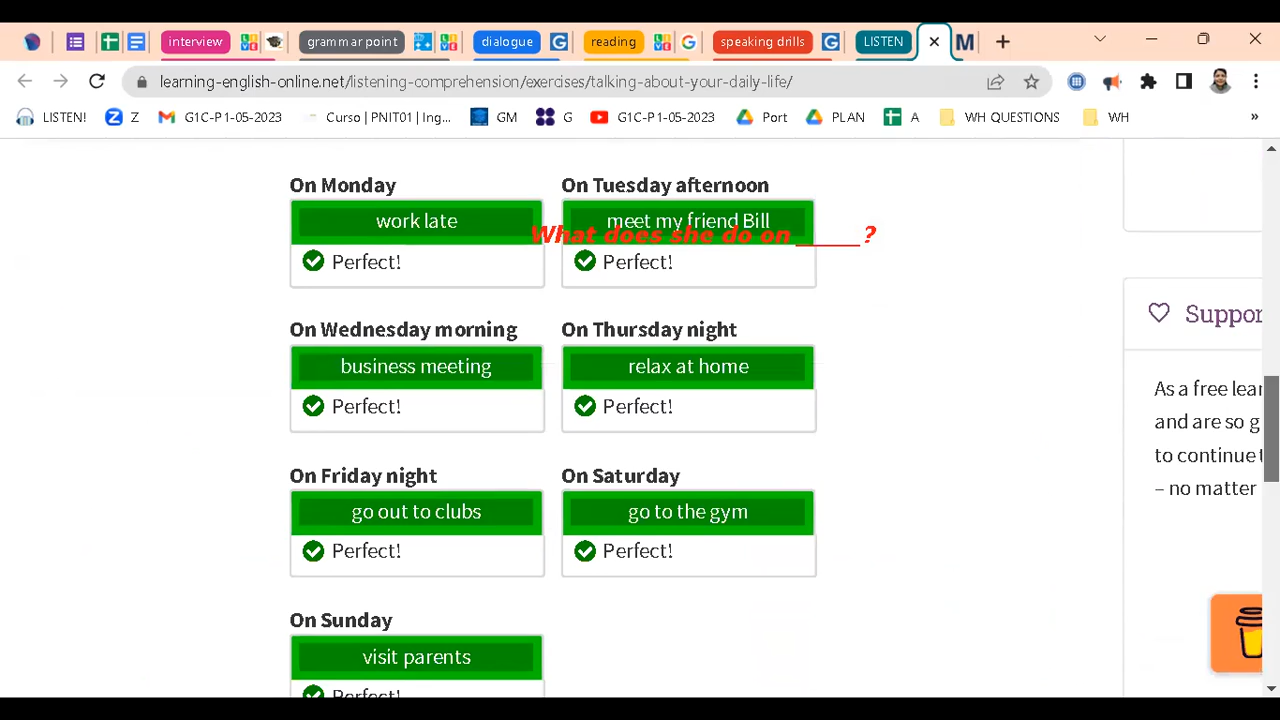 interview
grammar point
dialogue
reading
speaking drills
LISTEN
learning-english-online.net/listening-comprehension/exercises/talking-about-your-daily-life/
LISTEN! Z G1C-P1-05-2023 Curso | PNIT01 | Ing... GM G G1C-P 1-05-2023 Port PLAN A WH QUESTIONS WH »
On Monday
work late
Perfect!
On Tuesday afternoon
meet my friend Bill
What does she do on _____?
Perfect!
On Wednesday morning
business meeting
Perfect!
On Thursday night
relax at home
Perfect!
On Friday night
go out to clubs
Perfect!
On Saturday
go to the gym
Perfect!
On Sunday
visit parents
Perfect!
Suppor
As a free lear
and are so g
to continue t
– no matter